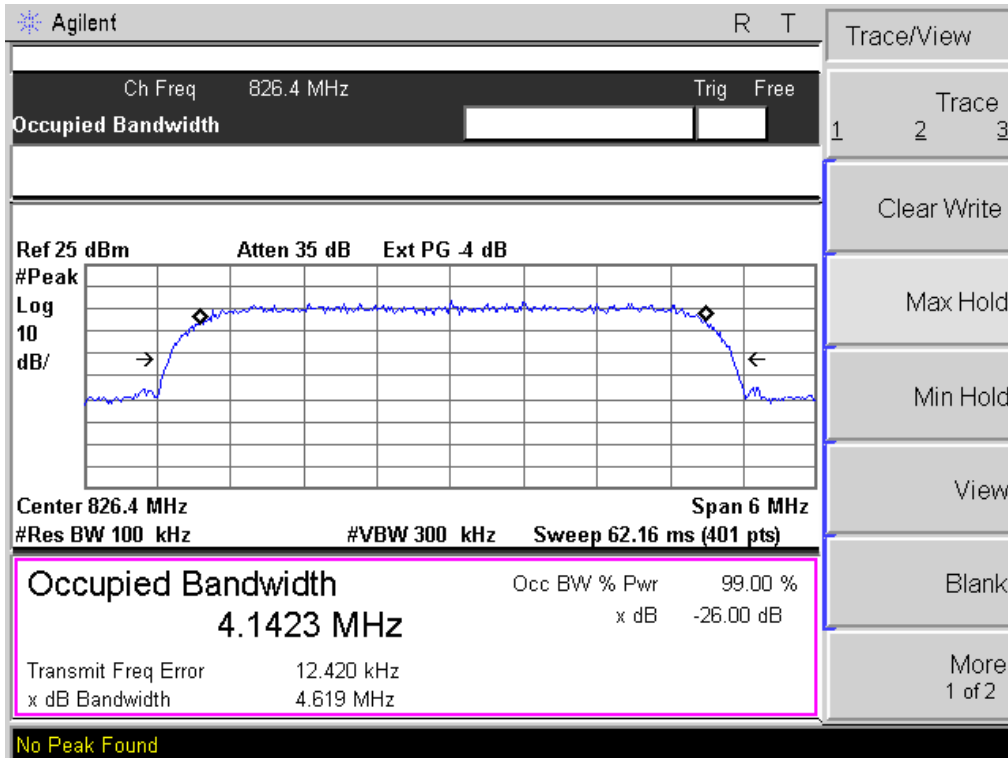 Agilent R T
Trace/View
Ch Freq 826.4 MHz Trig Free
Occupied Bandwidth
Trace
1 2 3
Clear Write
Ref 25 dBm Atten 35 dB Ext PG -4 dB
#Peak
Log
10
dB/
Max Hold
Min Hold
View
Center 826.4 MHz Span 6 MHz
#Res BW 100 kHz #VBW 300 kHz Sweep 62.16 ms (401 pts)
Occupied Bandwidth
4.1423 MHz
Occ BW % Pwr 99.00 %
x dB -26.00 dB
Blank
Transmit Freq Error 12.420 kHz
x dB Bandwidth 4.619 MHz
More
1 of 2
No Peak Found